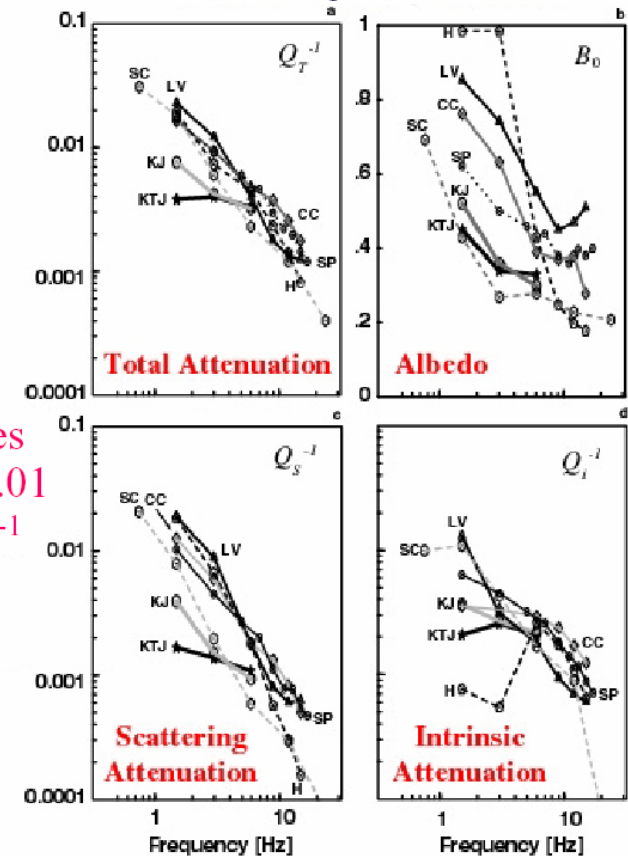 a
Q_T^-1
0.1
0.01
0.001
0.0001
SC
LV
KJ
KTJ
CC
SP
H
Total Attenuation
b
B_0
1
.8
.6
.4
.2
0
H
LV
CC
SC
SP
KJ
KTJ
Albedo
es
.01
-1
c
Q_S^-1
0.1
0.01
0.001
0.0001
SC
CC
LV
KJ
KTJ
SP
H
Scattering
Attenuation
1
10
Frequency [Hz]
d
Q_i^-1
LV
SC
KJ
KTJ
H
CC
SP
Intrinsic
Attenuation
1
10
Frequency [Hz]